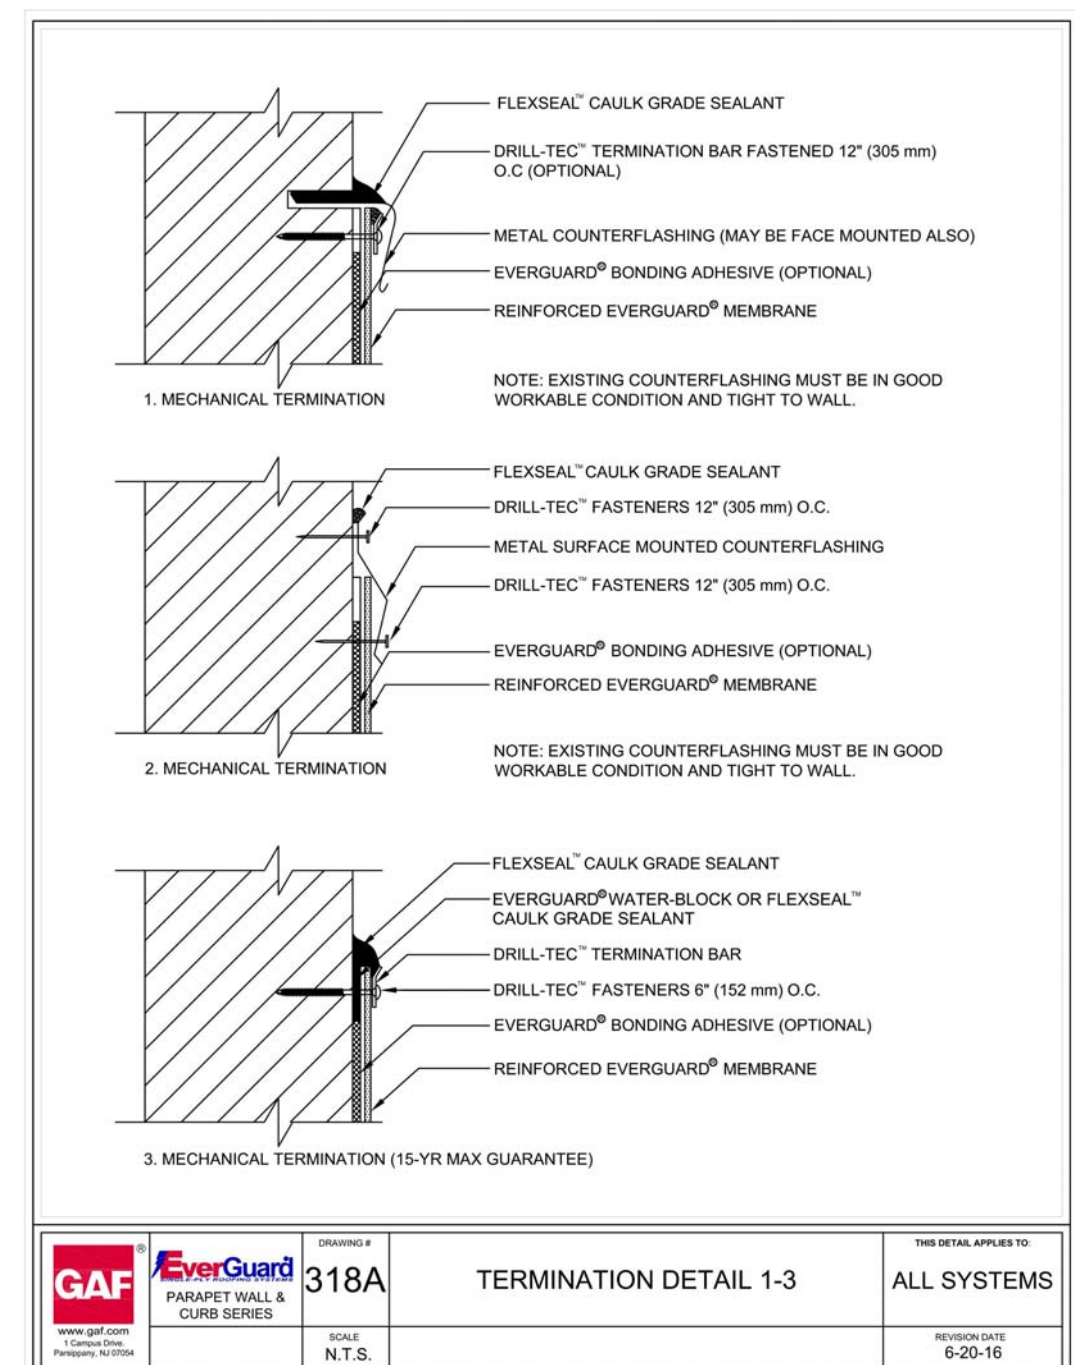 FLEXSEAL™ CAULK GRADE SEALANT
DRILL-TEC™ TERMINATION BAR FASTENED 12" (305 mm)
O.C (OPTIONAL)
METAL COUNTERFLASHING (MAY BE FACE MOUNTED ALSO)
EVERGUARD® BONDING ADHESIVE (OPTIONAL)
REINFORCED EVERGUARD® MEMBRANE
NOTE: EXISTING COUNTERFLASHING MUST BE IN GOOD
WORKABLE CONDITION AND TIGHT TO WALL.
1. MECHANICAL TERMINATION
FLEXSEAL™ CAULK GRADE SEALANT
DRILL-TEC™ FASTENERS 12" (305 mm) O.C.
METAL SURFACE MOUNTED COUNTERFLASHING
DRILL-TEC™ FASTENERS 12" (305 mm) O.C.
EVERGUARD® BONDING ADHESIVE (OPTIONAL)
REINFORCED EVERGUARD® MEMBRANE
NOTE: EXISTING COUNTERFLASHING MUST BE IN GOOD
WORKABLE CONDITION AND TIGHT TO WALL.
2. MECHANICAL TERMINATION
FLEXSEAL™ CAULK GRADE SEALANT
EVERGUARD® WATER-BLOCK OR FLEXSEAL™
CAULK GRADE SEALANT
DRILL-TEC™ TERMINATION BAR
DRILL-TEC™ FASTENERS 6" (152 mm) O.C.
EVERGUARD® BONDING ADHESIVE (OPTIONAL)
REINFORCED EVERGUARD® MEMBRANE
3. MECHANICAL TERMINATION (15-YR MAX GUARANTEE)
GAF®
www.gaf.com
1 Campus Drive.
Parsippany, NJ 07054
EverGuard
SINGLE-PLY ROOFING SYSTEMS
PARAPET WALL &
CURB SERIES
DRAWING #
318A
SCALE
N.T.S.
TERMINATION DETAIL 1-3
THIS DETAIL APPLIES TO:
ALL SYSTEMS
REVISION DATE
6-20-16